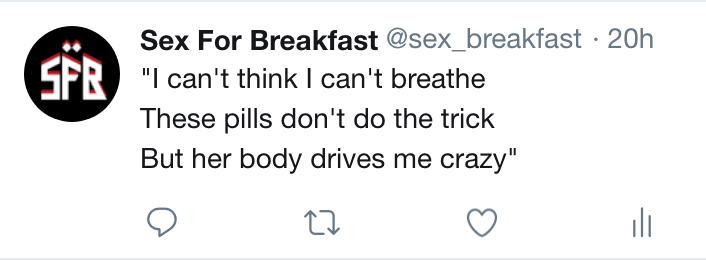 SFB
Sex For Breakfast @sex_breakfast · 20h
"I can't think I can't breathe
These pills don't do the trick
But her body drives me crazy"